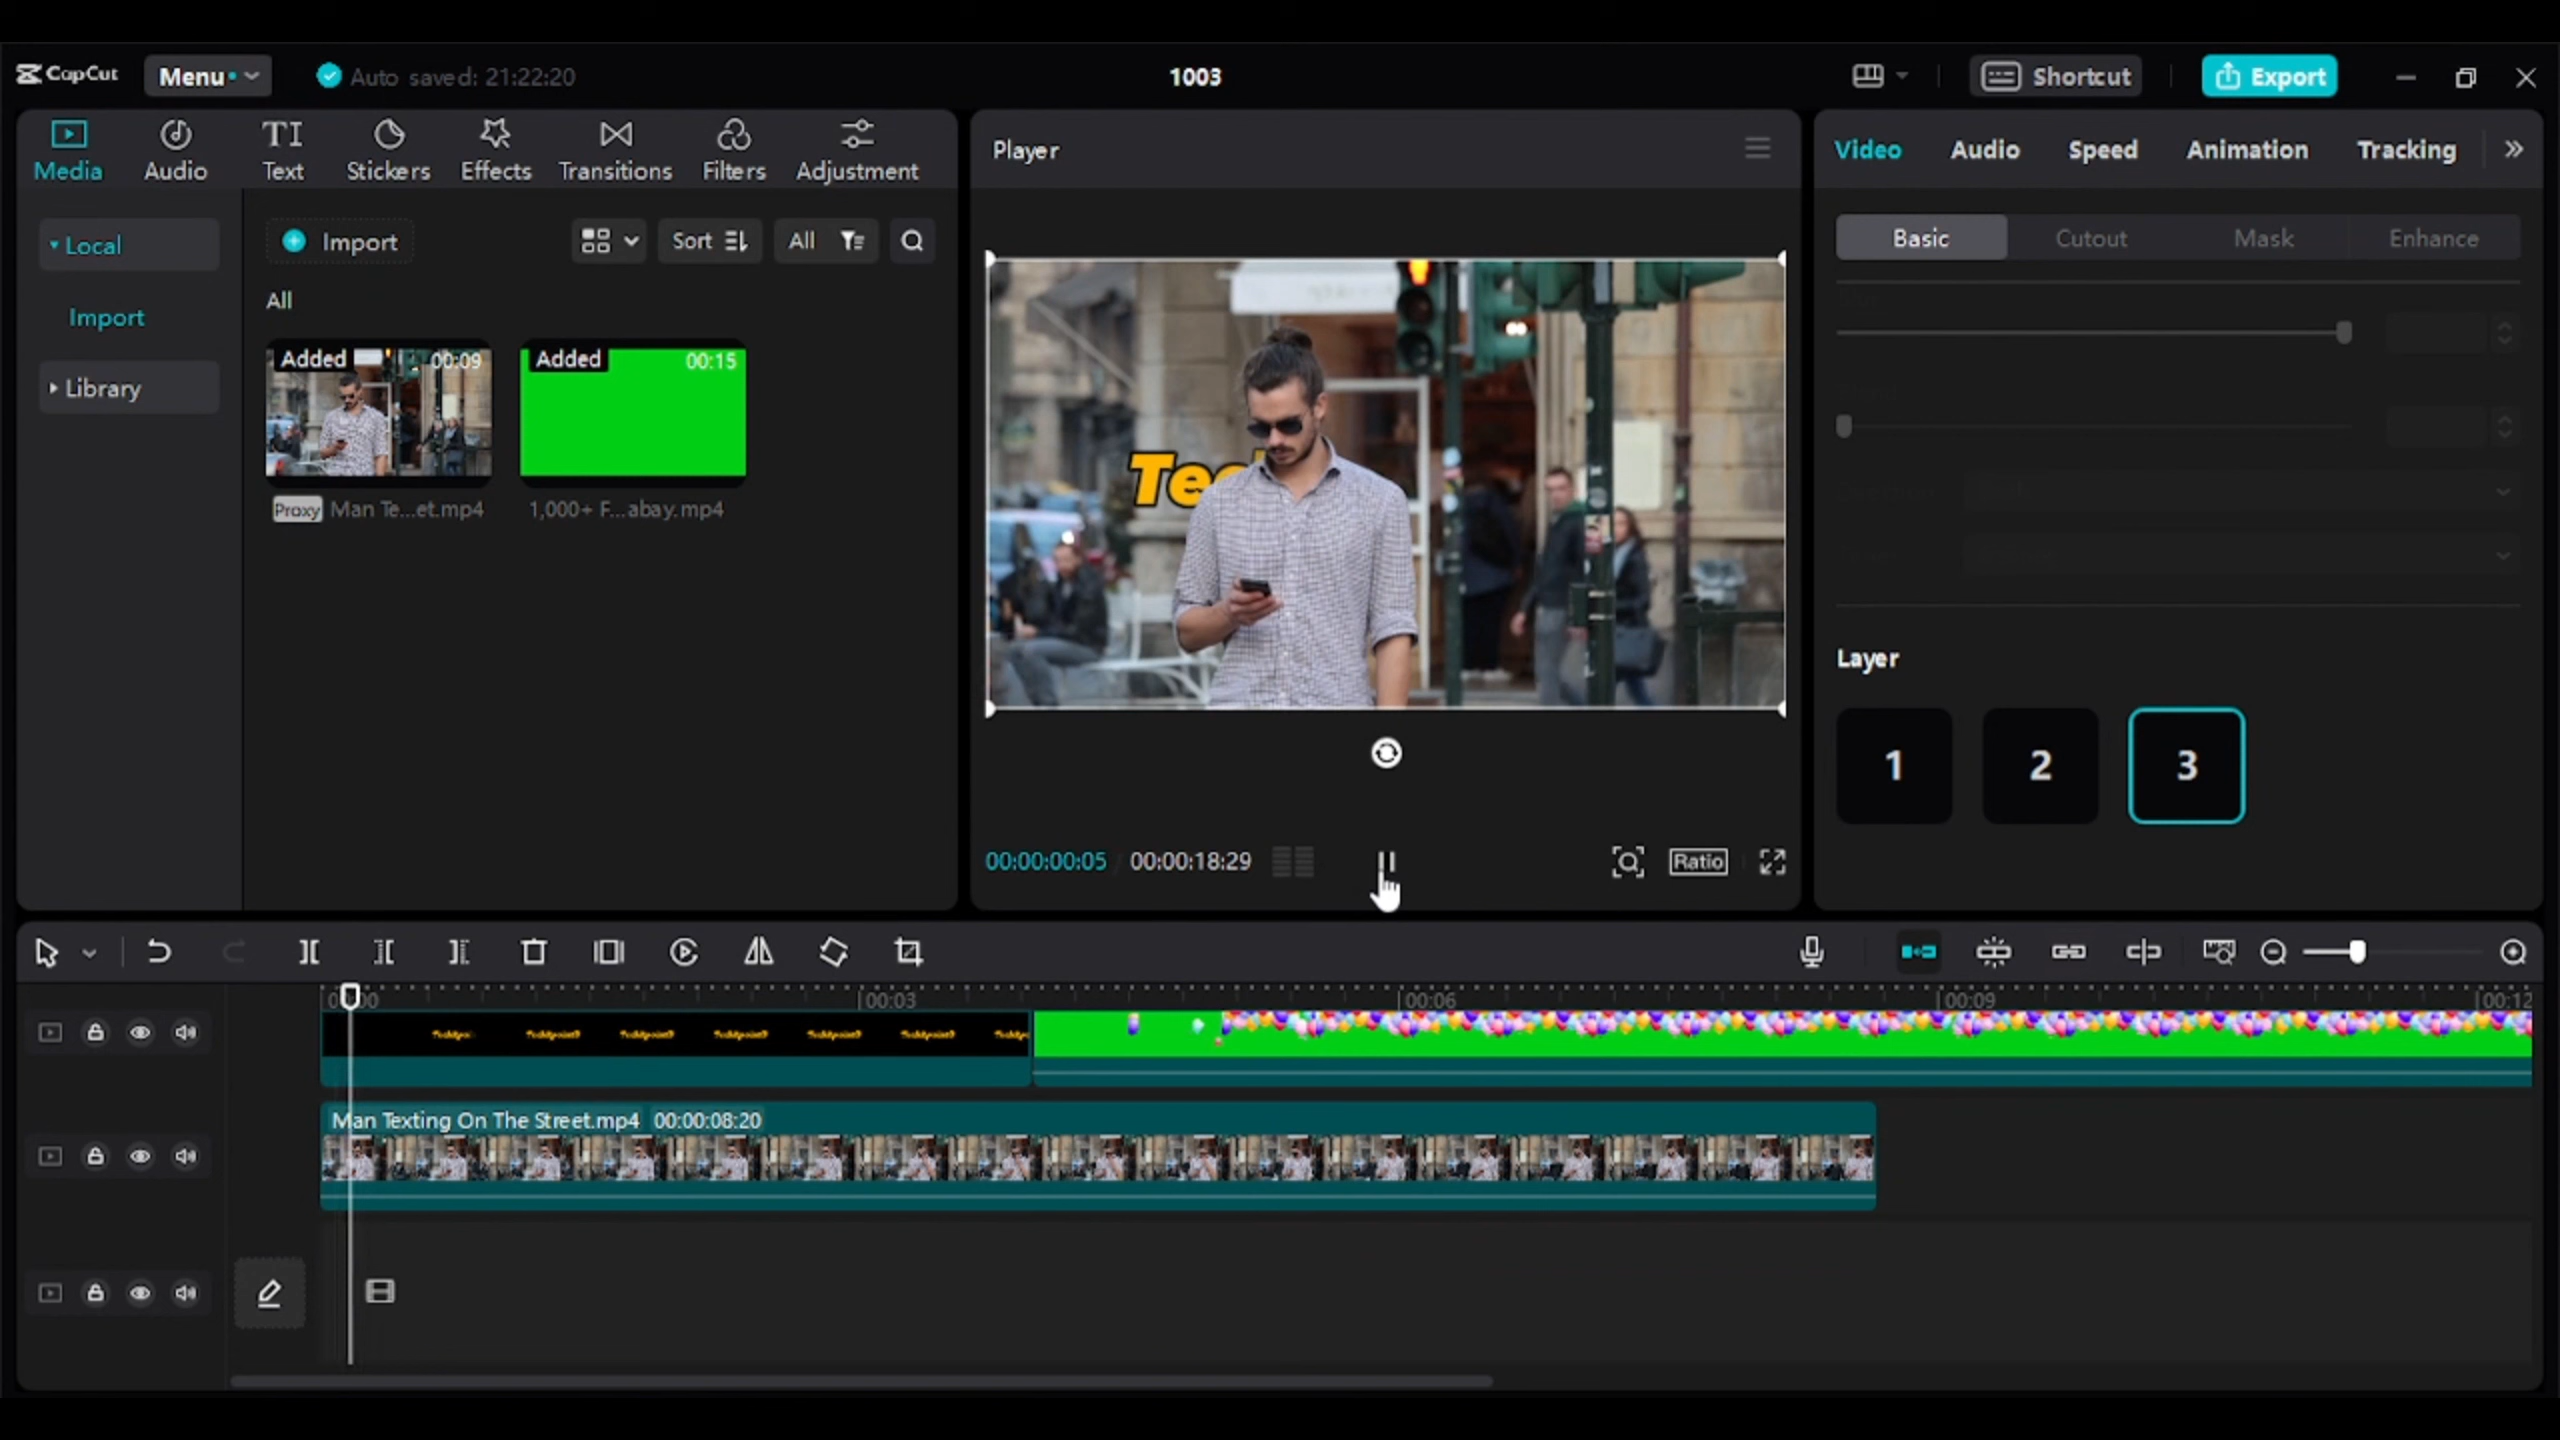 CapCut Menu Auto saved: 21:22:20 1003 Shortcut Export
Media Audio Text Stickers Effects Transitions Filters Adjustment
TI
Player
Video Audio Speed Animation Tracking
Local
Import
Library
Import Sort All
All
Added 00:09
Added 00:15
Proxy Man Te...et.mp4
1,000+ F...abay.mp4
Tec
00:00:00:05 00:00:18:29 Ratio
Basic Cutout Mask Enhance
Layer
1 2 3
00:03 00:06 00:09 00:12
Man Texting On The Street.mp4 00:00:08:20